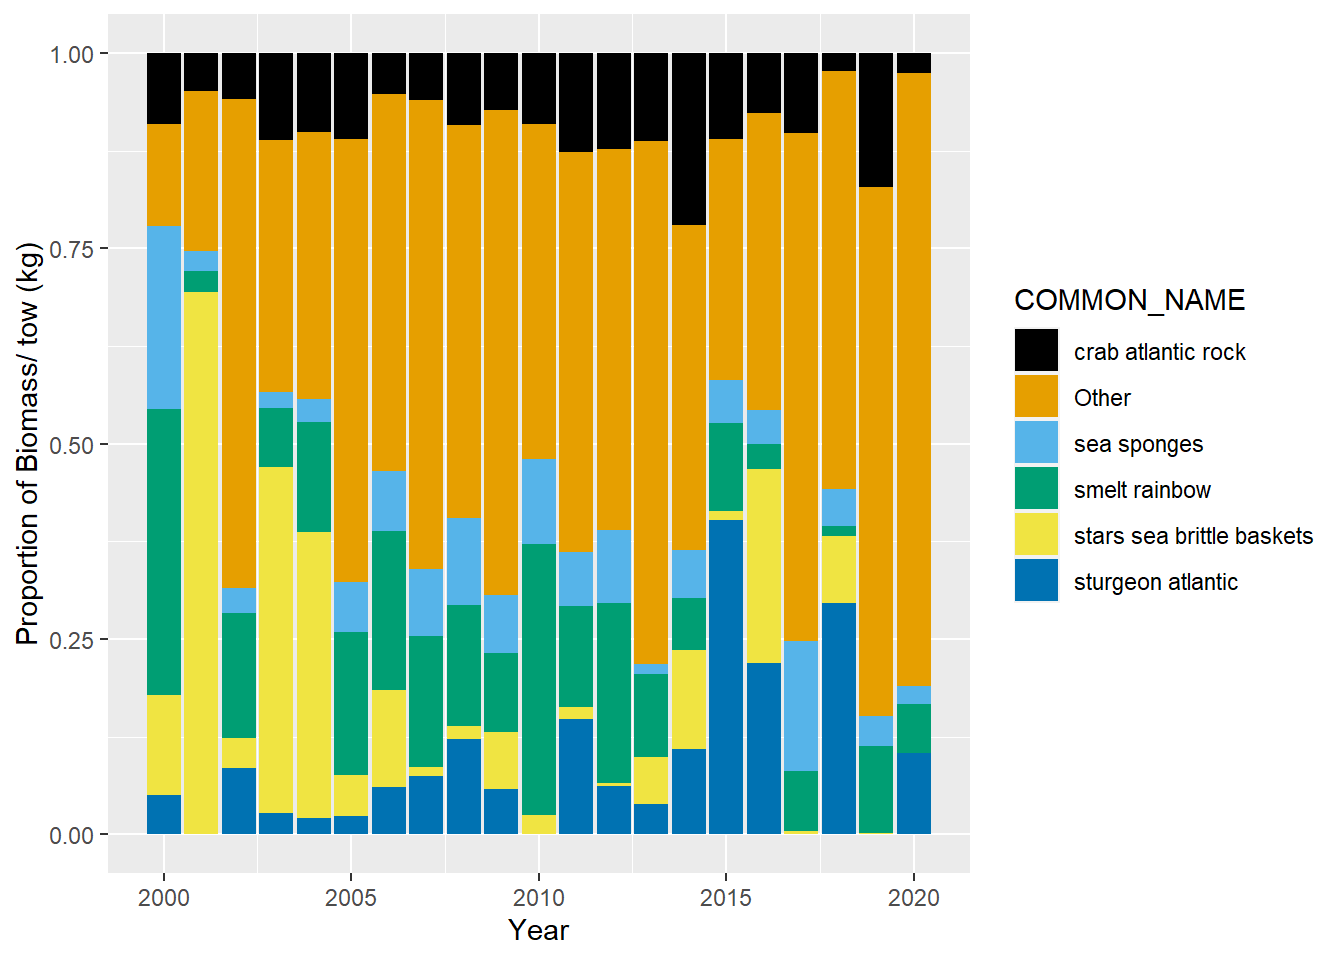 Proportion of Biomass/ tow (kg)
1.00
0.75
0.50
0.25
0.00
2000 2005 2010 2015 2020
Year
COMMON_NAME
crab atlantic rock
Other
sea sponges
smelt rainbow
stars sea brittle baskets
sturgeon atlantic